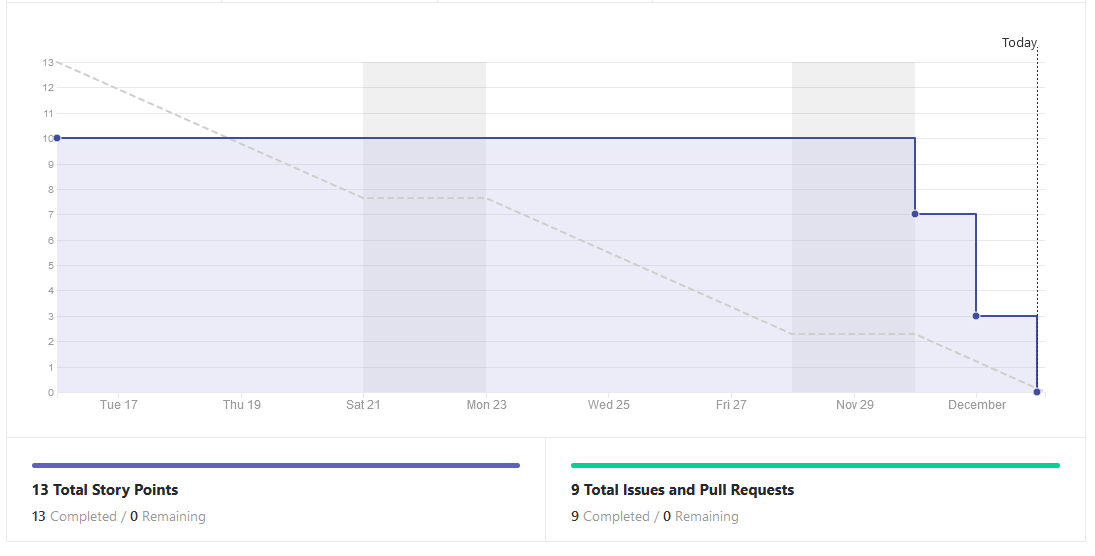 Today
13
12
11
10
9
8
7
6
5
4
3
2
1
0
Tue 17 Thu 19 Sat 21 Mon 23 Wed 25 Fri 27 Nov 29 December
13 Total Story Points
13 Completed / 0 Remaining
9 Total Issues and Pull Requests
9 Completed / 0 Remaining